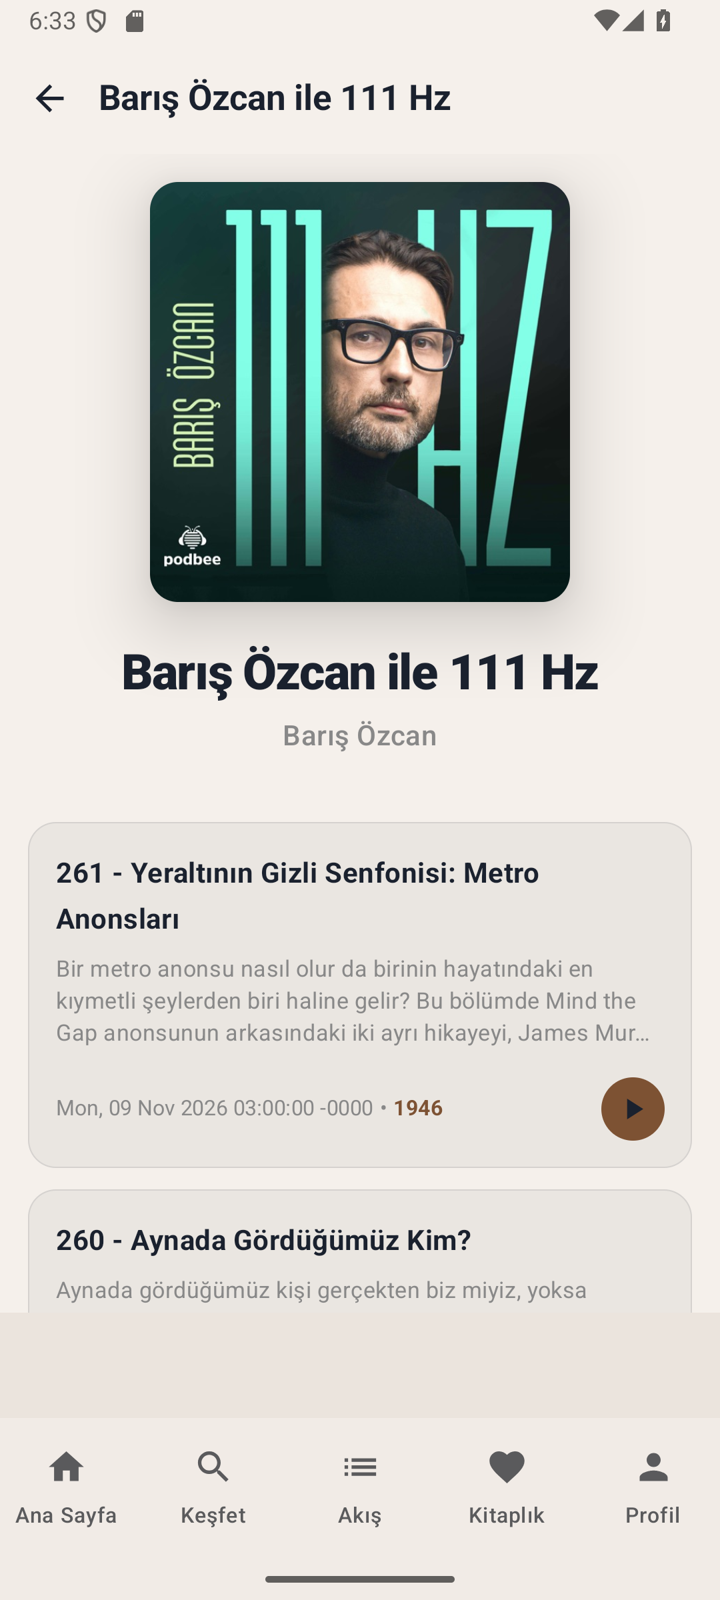 6:33
Barış Özcan ile 111 Hz
111 HZ
BARIŞ ÖZCAN
podbee
Barış Özcan ile 111 Hz
Barış Özcan
261 - Yeraltının Gizli Senfonisi: Metro
Anonsları
Bir metro anonsu nasıl olur da birinin hayatındaki en
kıymetli şeylerden biri haline gelir? Bu bölümde Mind the
Gap anonsunun arkasındaki iki ayrı hikayeyi, James Mur...
Mon, 09 Nov 2026 03:00:00 -0000 • 1946
260 - Aynada Gördüğümüz Kim?
Aynada gördüğümüz kişi gerçekten biz miyiz, yoksa
Ana Sayfa
Keşfet
Akış
Kitaplık
Profil